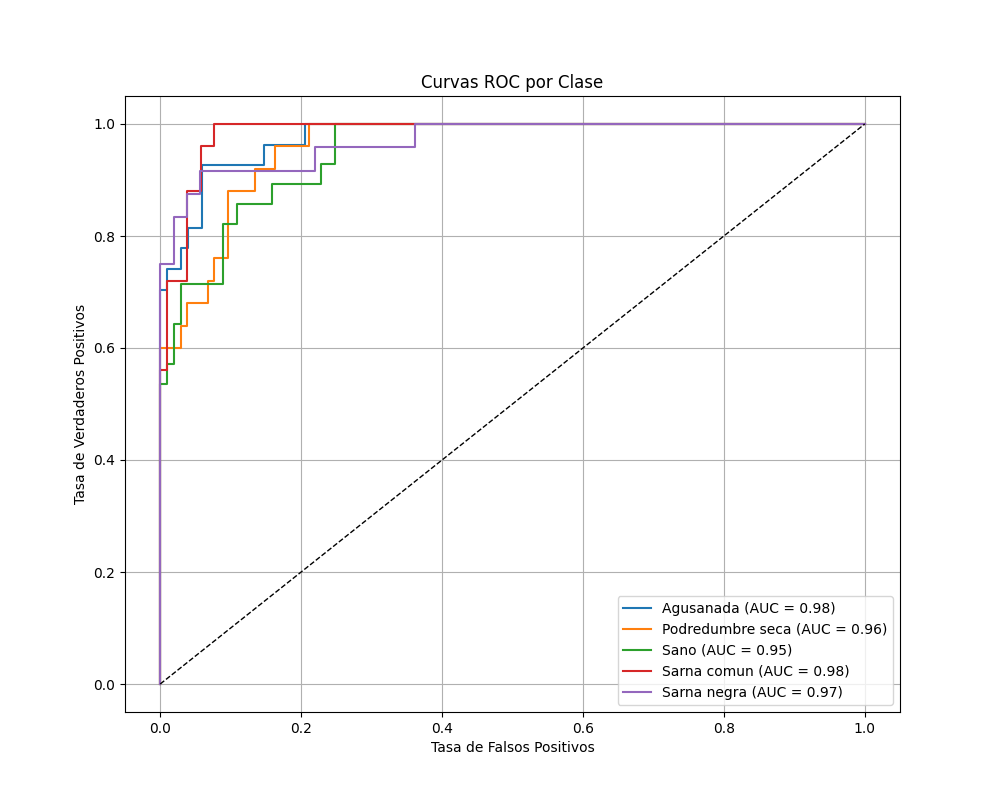 Curvas ROC por Clase
Tasa de Verdaderos Positivos
1.0
0.8
0.6
0.4
0.2
0.0
Agusanada (AUC = 0.98)
Podredumbre seca (AUC = 0.96)
Sano (AUC = 0.95)
Sarna comun (AUC = 0.98)
Sarna negra (AUC = 0.97)
0.0 0.2 0.4 0.6 0.8 1.0
Tasa de Falsos Positivos